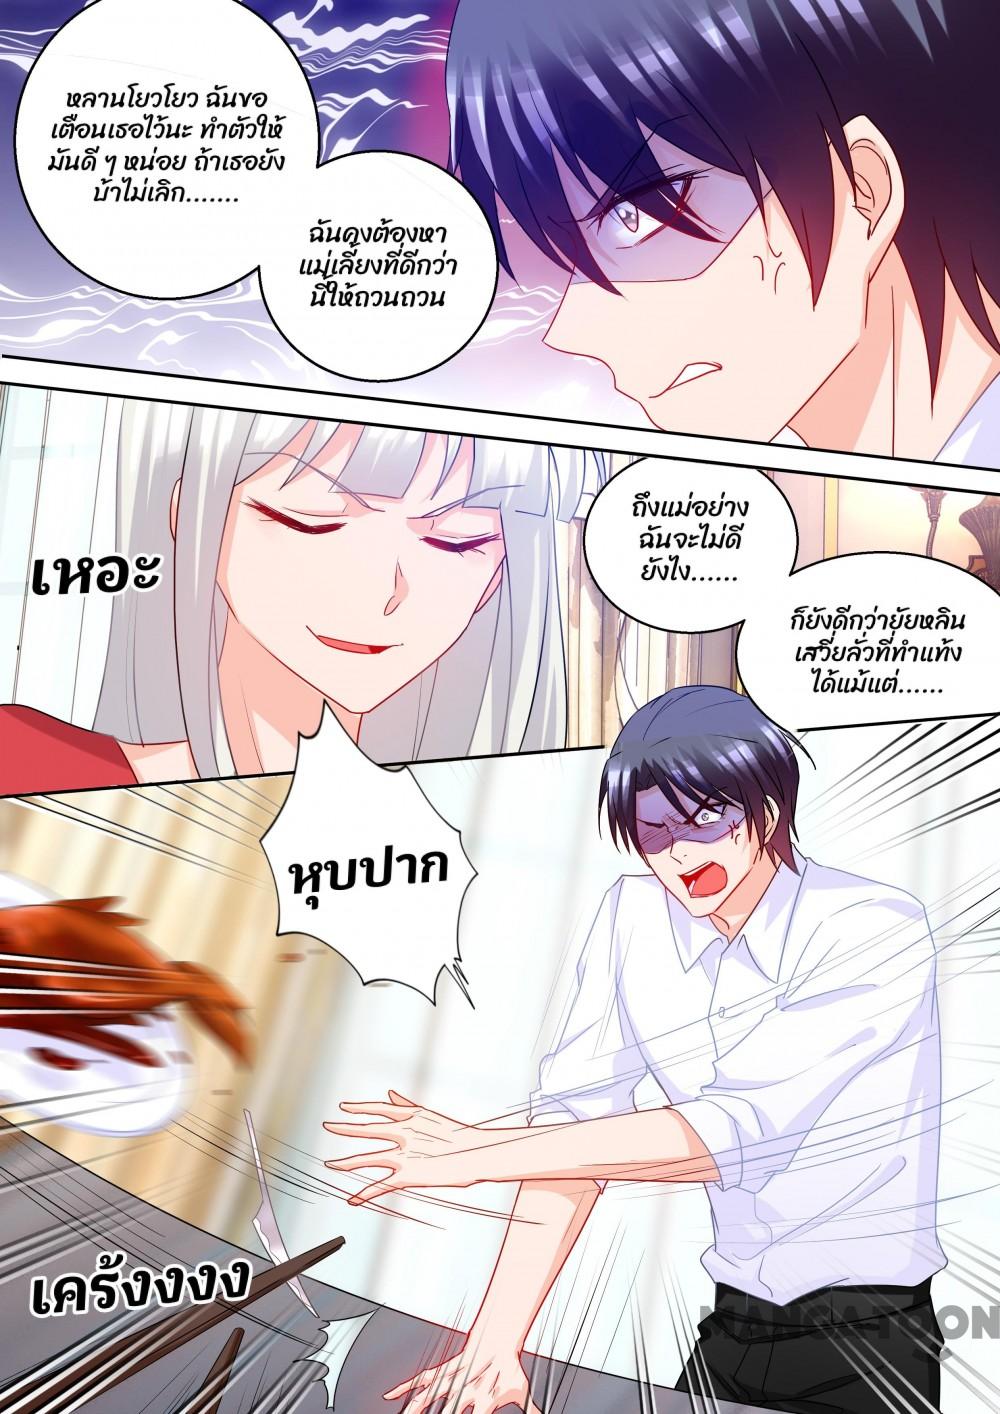 หลานโยวโยว ฉันขอ
เตือนเธอไว้นะ ทำตัวให้
มันดี ๆ หน่อย ถ้าเธอยัง
บ้าไม่เลิก.......
ฉันคงต้องหา
แม่เลี้ยงที่ดีกว่า
นี้ให้ถวนถวน
เหอะ
ถึงแม่อย่าง
ฉันจะไม่ดี
ยังไง......
ก็ยังดีกว่ายัยหลิน
เสวี่ยลั่วที่ทำแท้ง
ได้แม้แต่......
หุบปาก
เคร้งงงง
MANGATOON